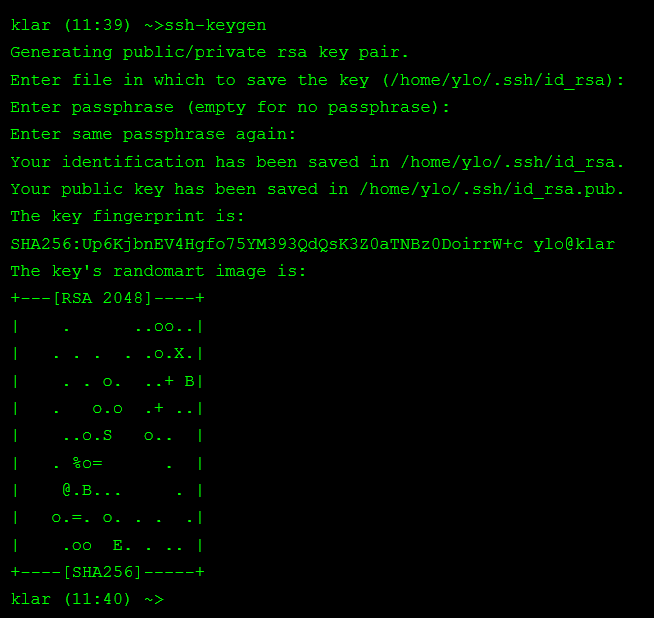 klar (11:39) ~>ssh-keygen
Generating public/private rsa key pair.
Enter file in which to save the key (/home/ylo/.ssh/id_rsa):
Enter passphrase (empty for no passphrase):
Enter same passphrase again:
Your identification has been saved in /home/ylo/.ssh/id_rsa.
Your public key has been saved in /home/ylo/.ssh/id_rsa.pub.
The key fingerprint is:
SHA256:Up6KjbnEV4Hgfo75YM393QdQsK3Z0aTNBz0DoirrW+c ylo@klar
The key's randomart image is:
+---[RSA 2048]----+
|    .      ..oo..|
|   . . .  . .o.X.|
|    . . o.  ..+ B|
|   .   o.o  .+ ..|
|    ..o.S   o..  |
|   . %o=      .  |
|    @.B...     . |
|   o.=. o. . .  .|
|    .oo  E. . .. |
+----[SHA256]-----+
klar (11:40) ~>